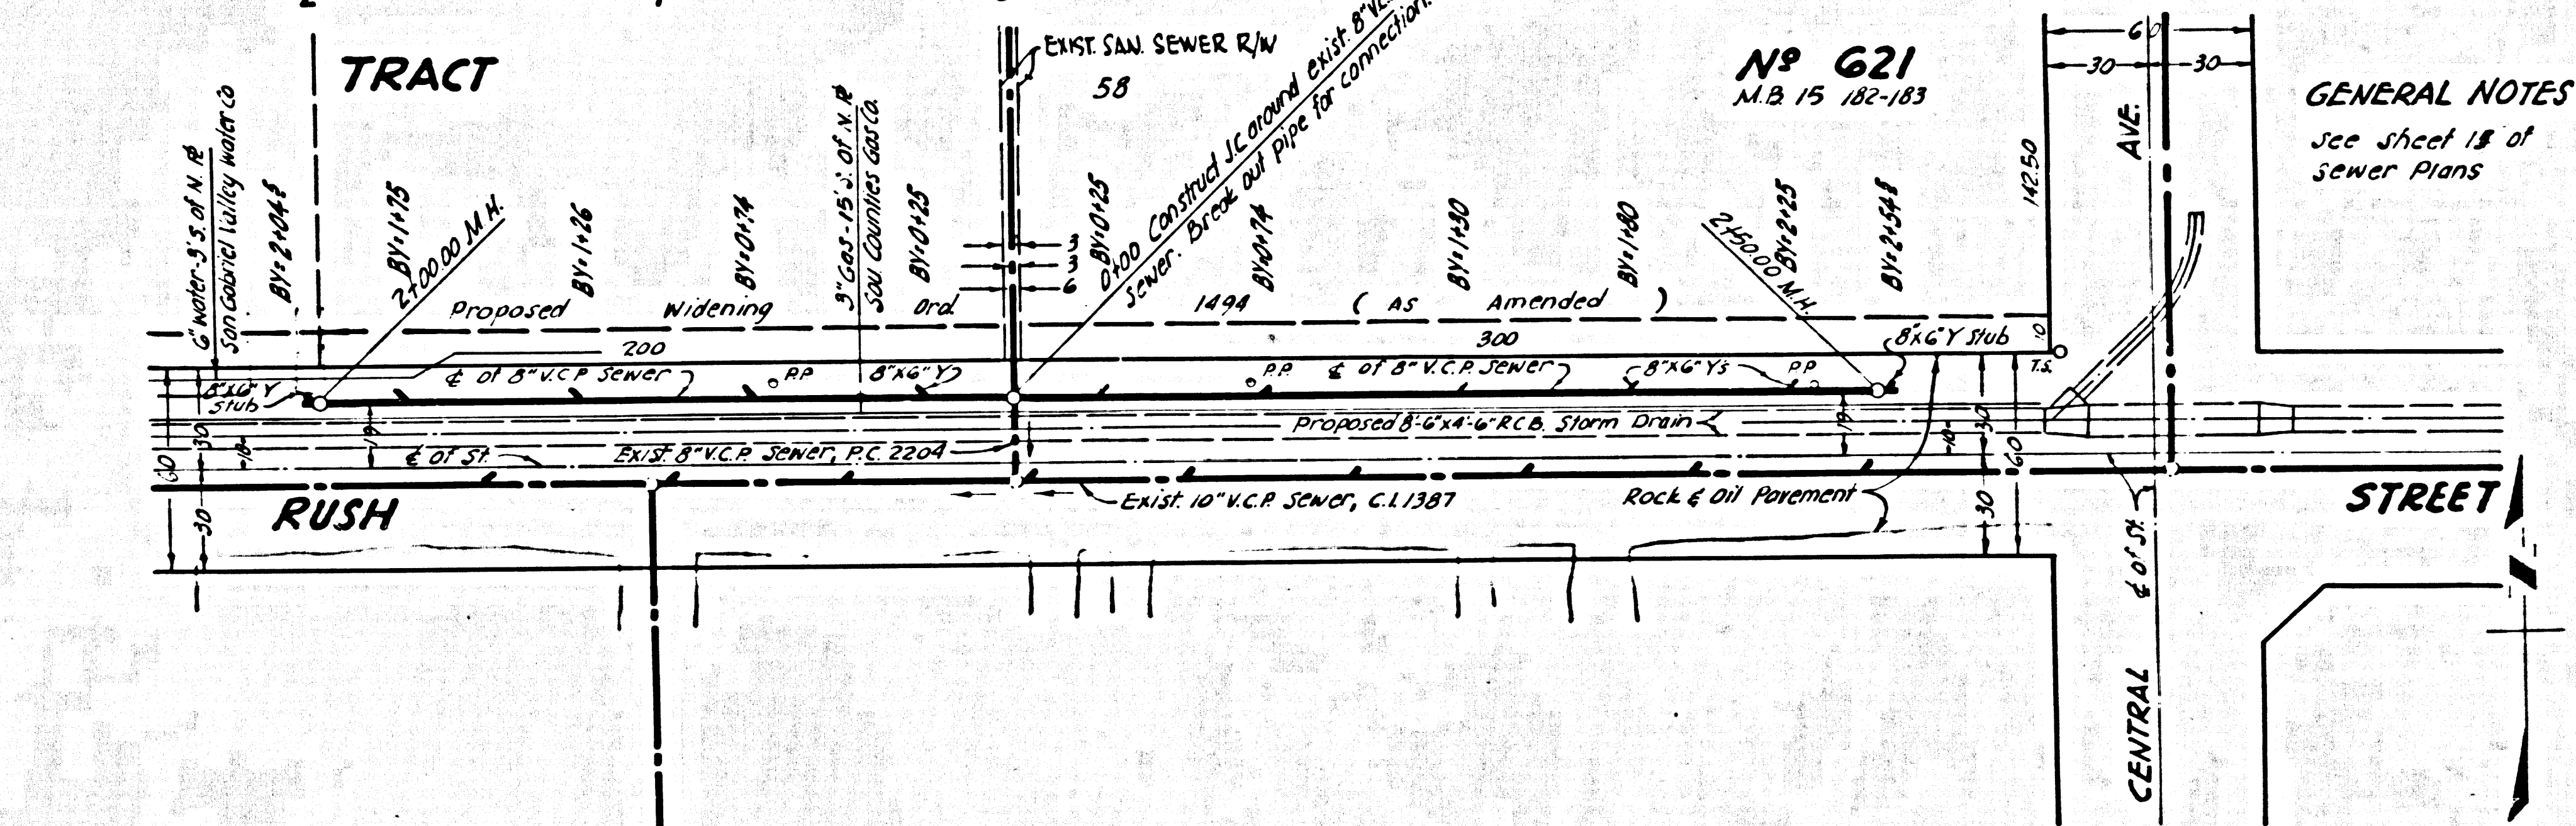 TRACT
EXIST. SAN. SEWER R/W
58
Nº 621
M.B. 15 182-183
60
30
30
AVE.
GENERAL NOTES
see sheet 1 of
sewer Plans
142.50
6" water-3' S. of N. ⅊
San Gabriel Valley Water Co
BY=2+04±
BY=1+75
2+00.00 M.H.
BY=1+26
BY=0+74
3" Gas-15' S. of N. ⅊
Sou. Counties Gas Co.
BY=0+25
3
3
6
BY=0+25
0+00 Construct J.C. around exist. 8" V.C.
sewer. Break out pipe for connection.
BY=0+74
BY=1+30
BY=1+80
2+50.00 M.H.
BY=2+25
BY=2+54±
Proposed Widening Ord. 1494 ( As Amended )
200
300
10
T.S.
8"x6" Y
Stub
℄ of 8" V.C.P. Sewer
P.P.
8"x6" Y
P.P.
℄ of 8" V.C.P. Sewer
8"x6" Ys
P.P.
8"x6" Y Stub
60
30
30
10
19
℄ of St.
Exist. 8" V.C.P. Sewer, P.C. 2204
Proposed 8'-6"x4'-6" R.C.B. Storm Drain
19
10
30
60
30
RUSH
Exist. 10" V.C.P. Sewer, C.I. 1387
Rock & Oil Pavement
STREET
℄ of St.
CENTRAL